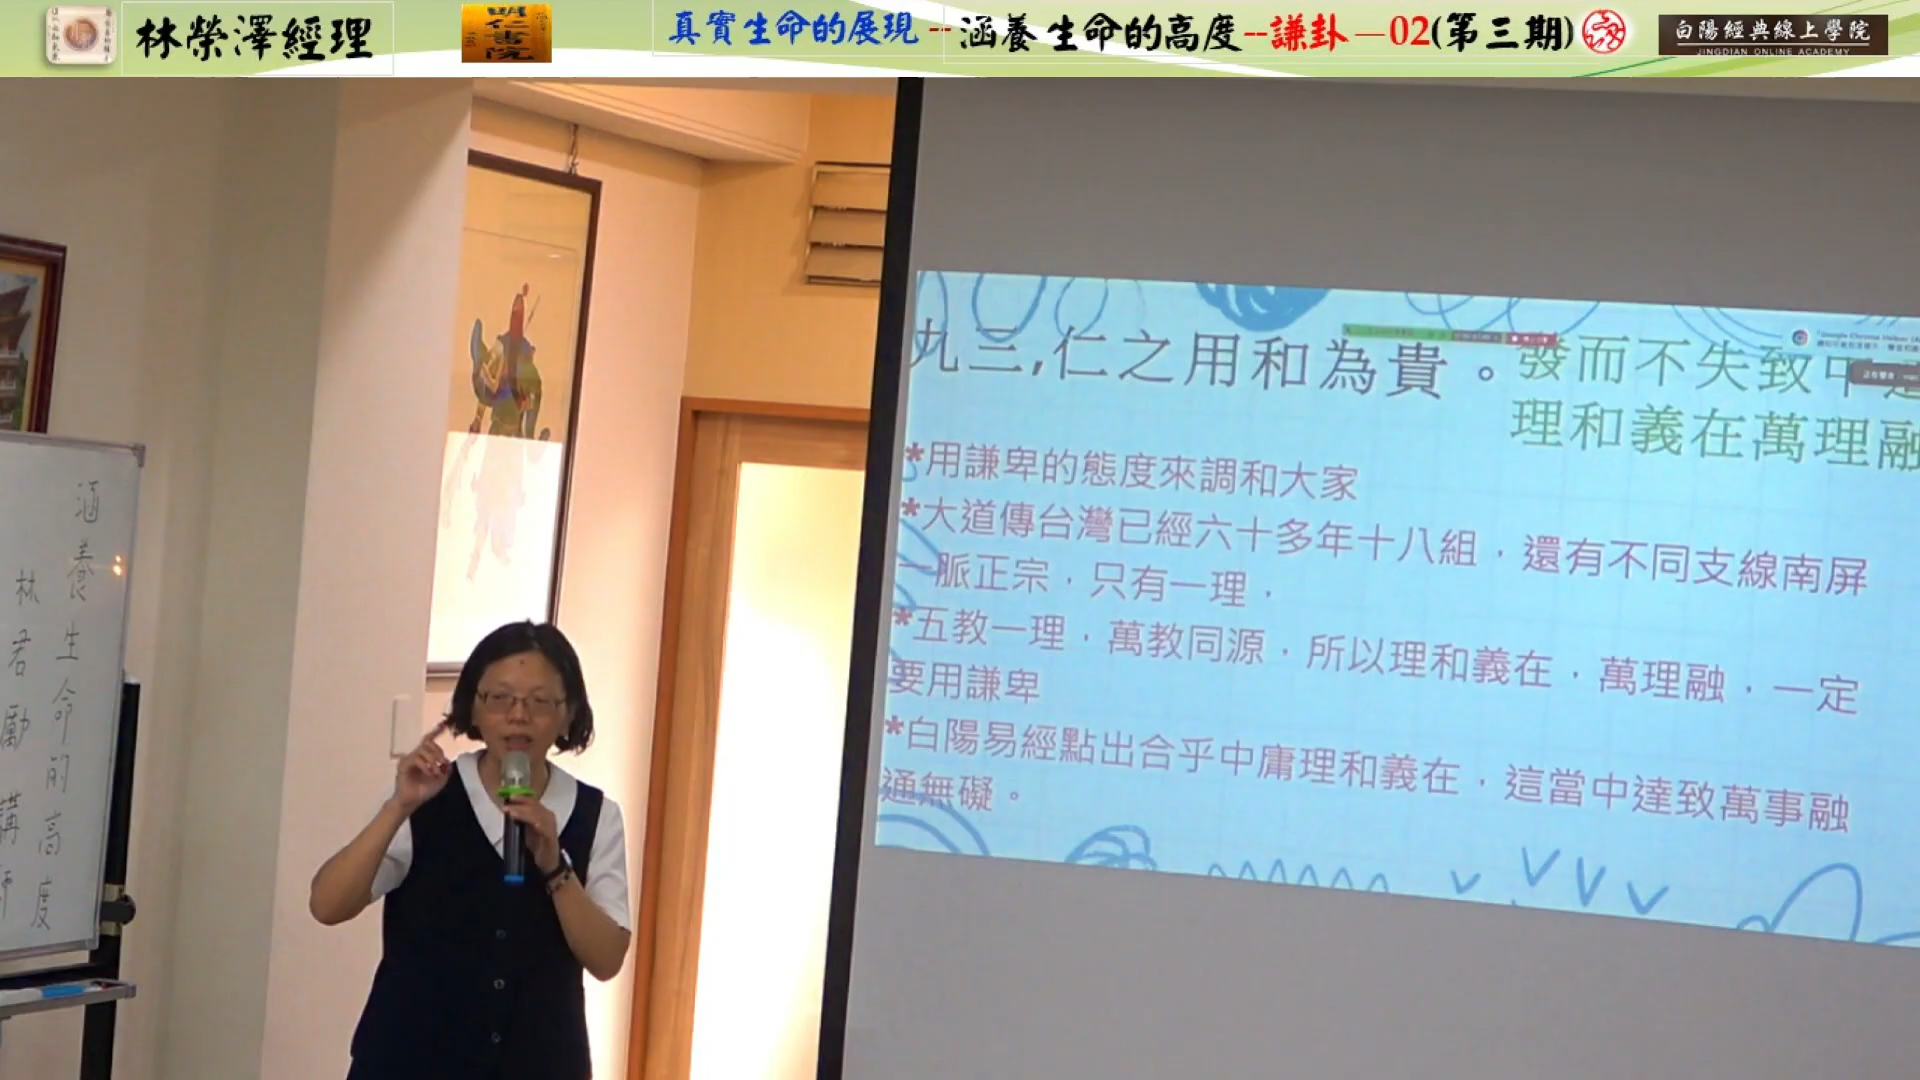 林榮澤經理
書院
真實生命的展現--涵養生命的高度--謙卦—02(第三期)
白陽經典線上學院
JINGDIAN ONLINE ACADEMY
九三,仁之用和為貴。
發而不失致中達
理和義在萬理融
*用謙卑的態度來調和大家
*大道傳台灣已經六十多年十八組,還有不同支線南屏
一脈正宗,只有一理,
*五教一理,萬教同源,所以理和義在,萬理融,一定
要用謙卑
*白陽易經點出合乎中庸理和義在,這當中達致萬事融
通無礙。
涵養生命的高度
林君勵講師